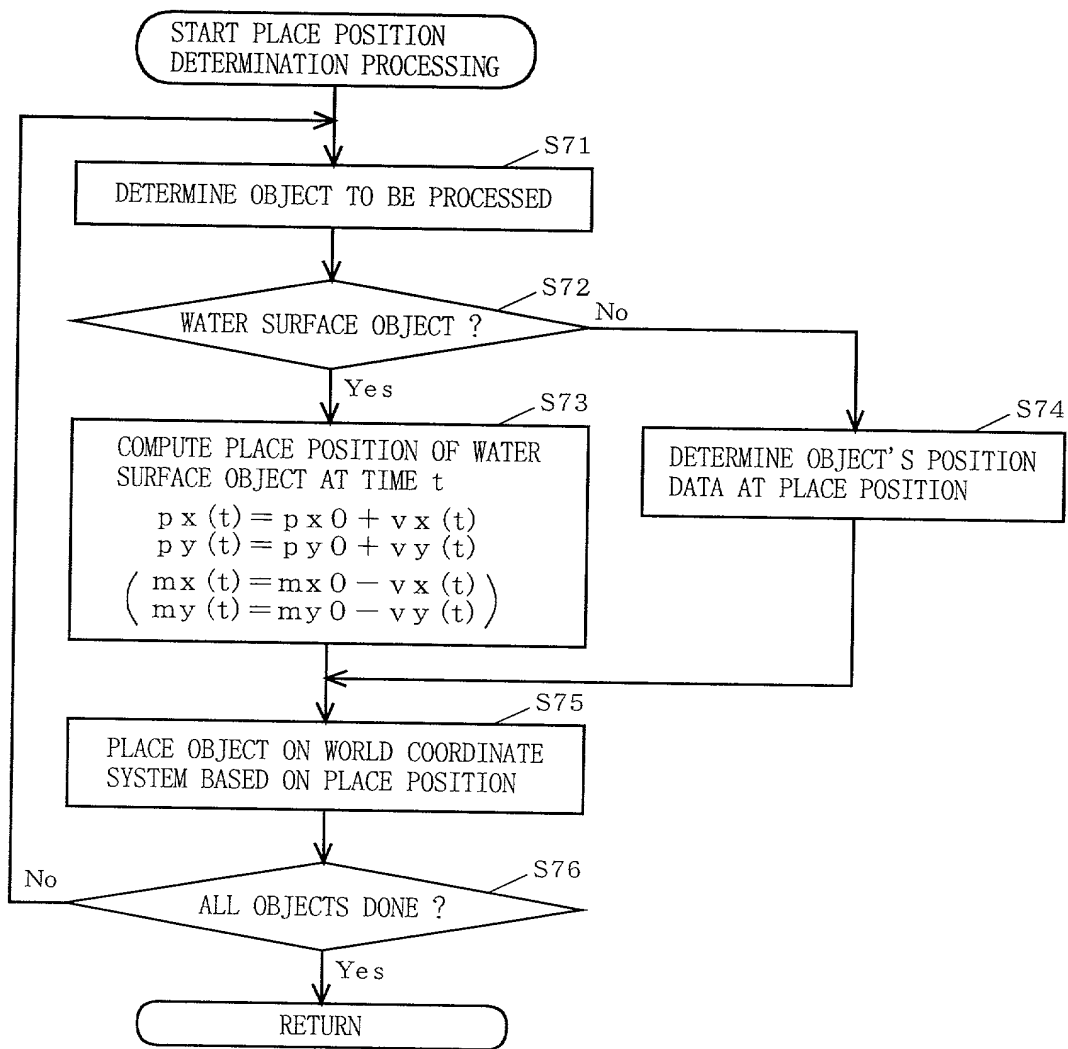 START PLACE POSITION
DETERMINATION PROCESSING
S71
DETERMINE OBJECT TO BE PROCESSED
S72
WATER SURFACE OBJECT ?
No
Yes
S73
COMPUTE PLACE POSITION OF WATER
SURFACE OBJECT AT TIME t
px(t)=px0+vx(t)
py(t)=py0+vy(t)
(mx(t)=mx0-vx(t)
my(t)=my0-vy(t))
S74
DETERMINE OBJECT'S POSITION
DATA AT PLACE POSITION
S75
PLACE OBJECT ON WORLD COORDINATE
SYSTEM BASED ON PLACE POSITION
S76
No
ALL OBJECTS DONE ?
Yes
RETURN